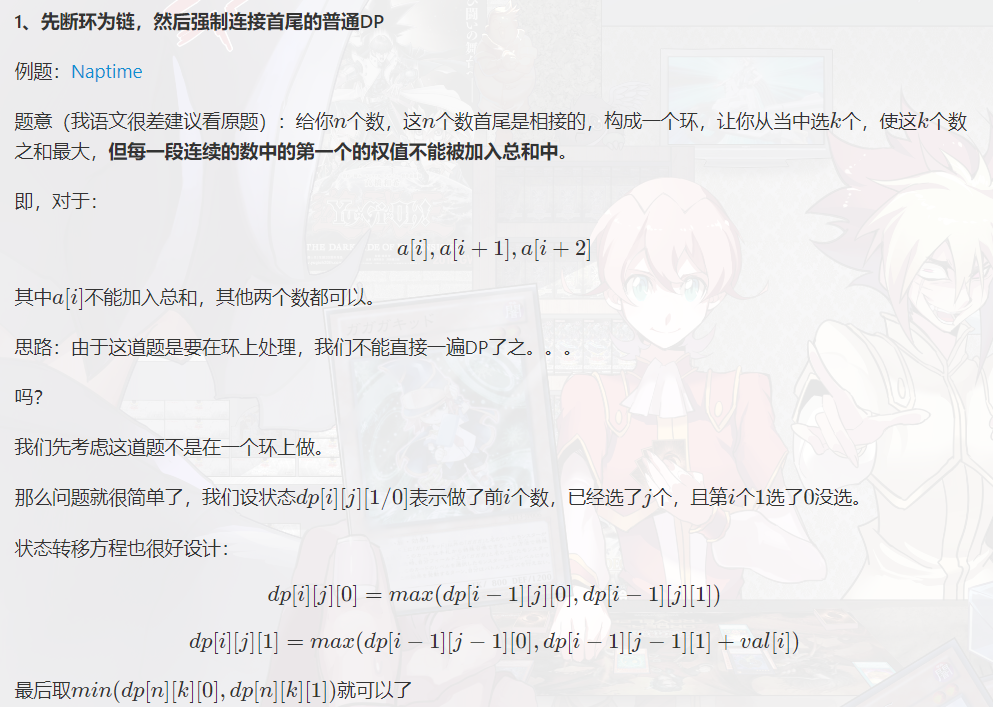 1、先断环为链，然后强制连接首尾的普通DP
例题：Naptime
题意（我语文很差建议看原题）：给你n个数，这n个数首尾是相接的，构成一个环，让你从当中选k个，使这k个数
之和最大，但每一段连续的数中的第一个的权值不能被加入总和中。
即，对于：
a[i], a[i + 1], a[i + 2]
其中a[i]不能加入总和，其他两个数都可以。
思路：由于这道题是要在环上处理，我们不能直接一遍DP了之。。。
吗？
我们先考虑这道题不是在一个环上做。
那么问题就很简单了，我们设状态dp[i][j][1/0]表示做了前i个数，已经选了j个，且第i个1选了0没选。
状态转移方程也很好设计：
dp[i][j][0] = max(dp[i − 1][j][0], dp[i − 1][j][1])
dp[i][j][1] = max(dp[i − 1][j − 1][0], dp[i − 1][j − 1][1] + val[i])
最后取min(dp[n][k][0], dp[n][k][1])就可以了